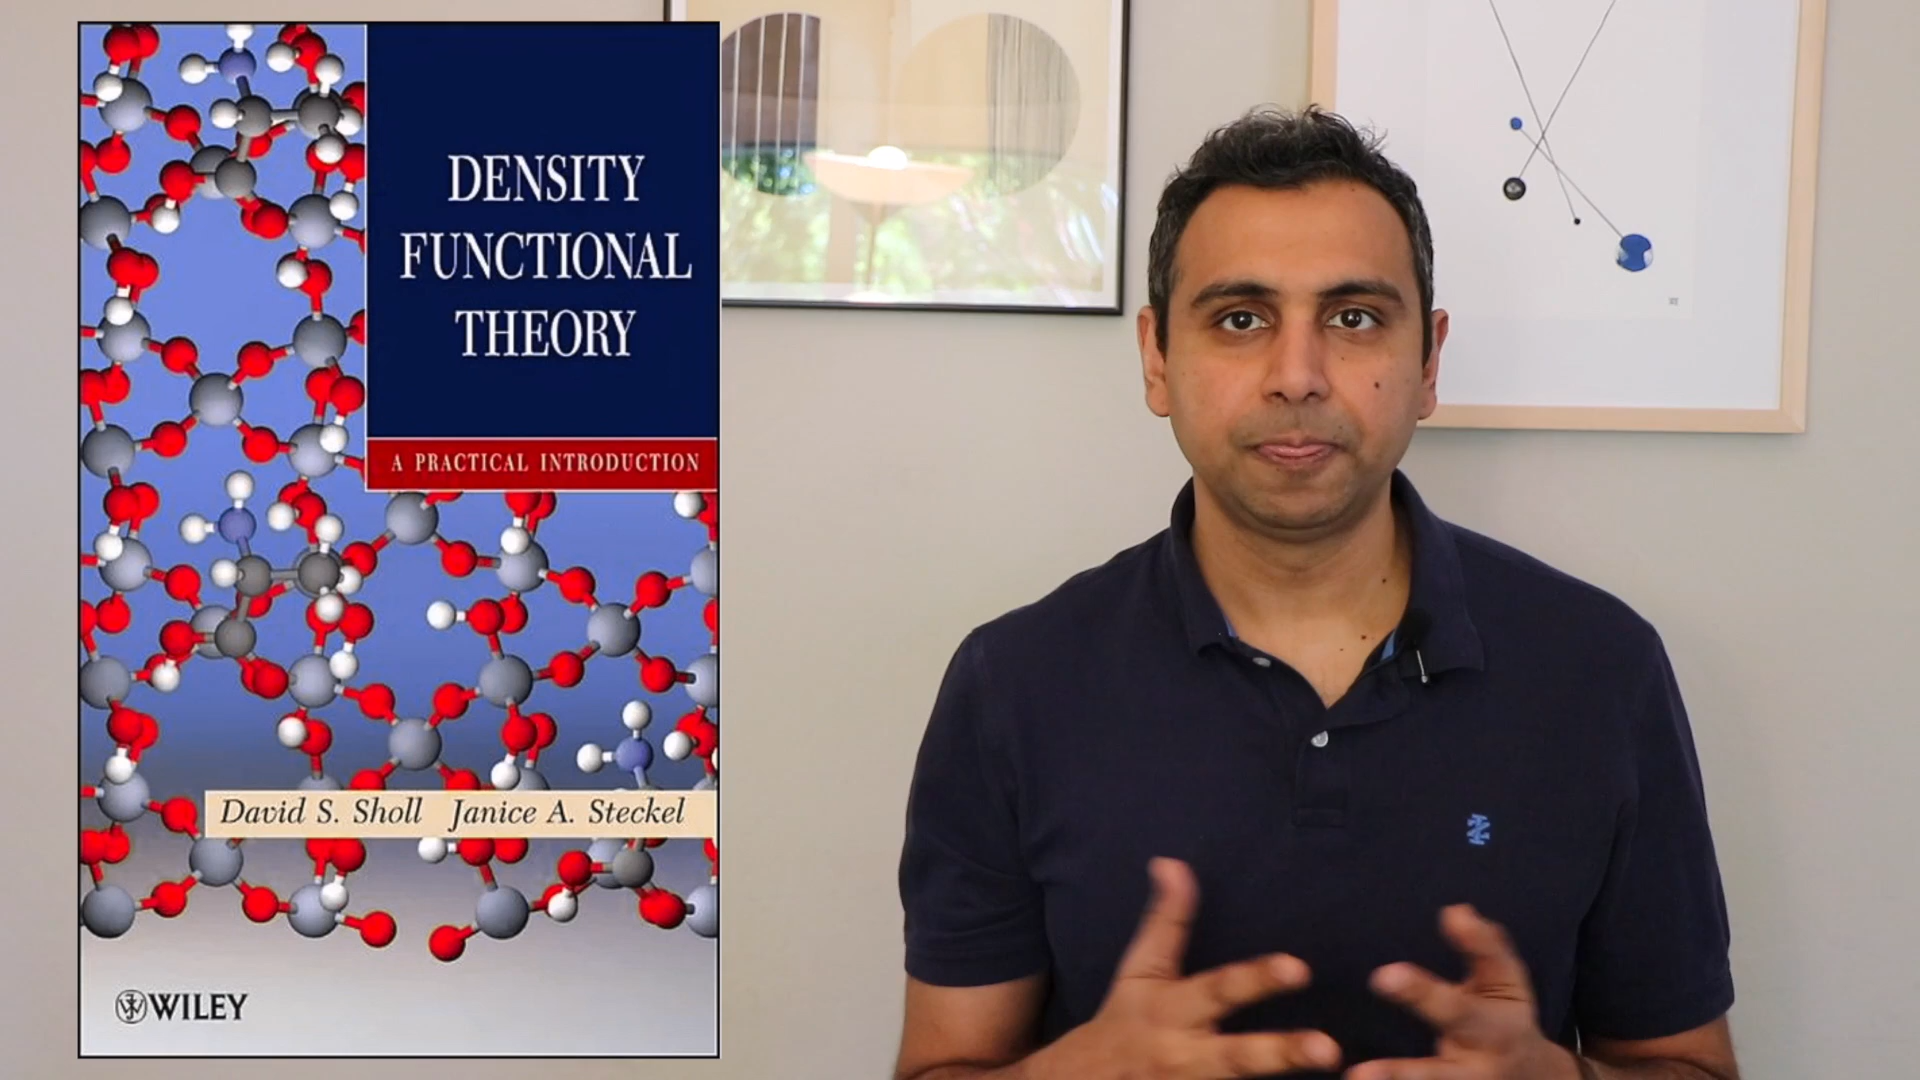 DENSITY
FUNCTIONAL
THEORY
A PRACTICAL INTRODUCTION
David S. Sholl Janice A. Steckel
WILEY